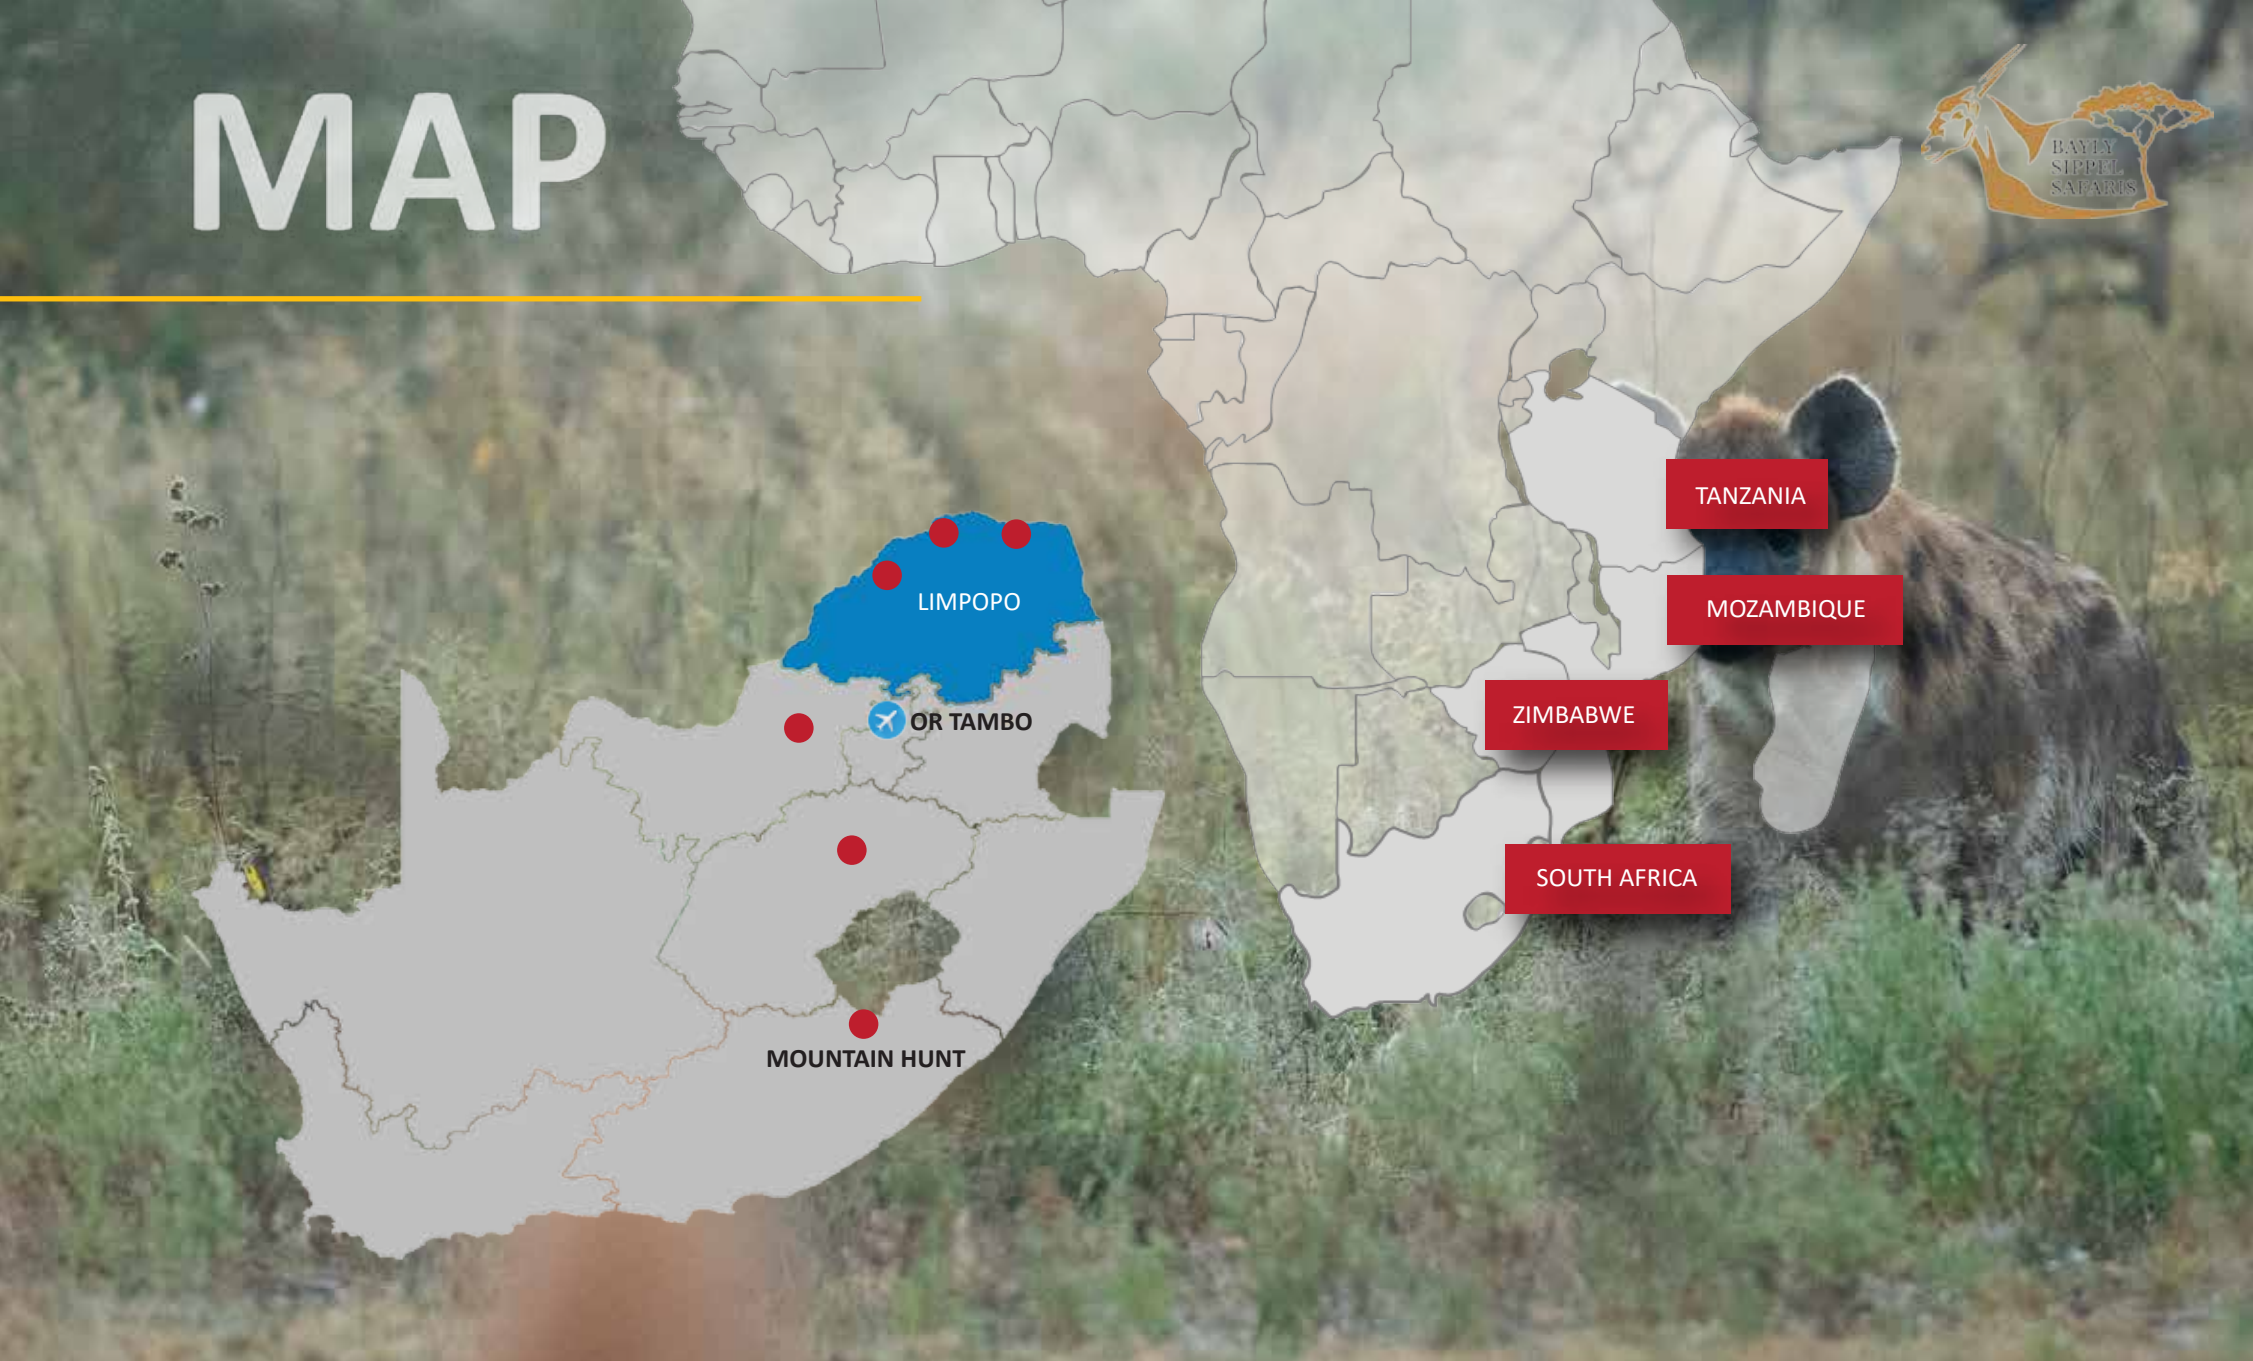 MAP
BAYLY
SIPPEL
SAFARIS
TANZANIA
LIMPOPO
MOZAMBIQUE
OR TAMBO
ZIMBABWE
SOUTH AFRICA
MOUNTAIN HUNT